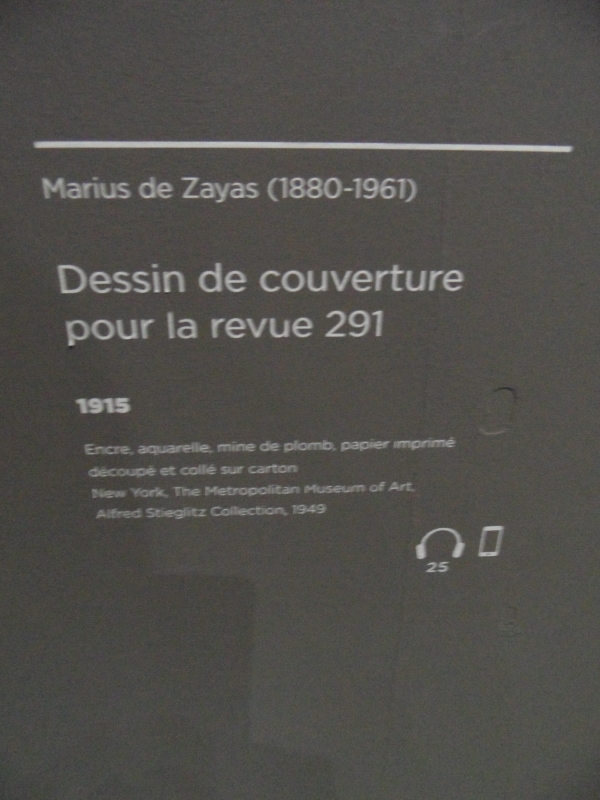 Marius de Zayas (1880-1961)
Dessin de couverture
pour la revue 291
1915
Encre, aquarelle, mine de plomb, papier imprimé
découpé et collé sur carton
New York, The Metropolitan Museum of Art,
Alfred Stieglitz Collection, 1949
25